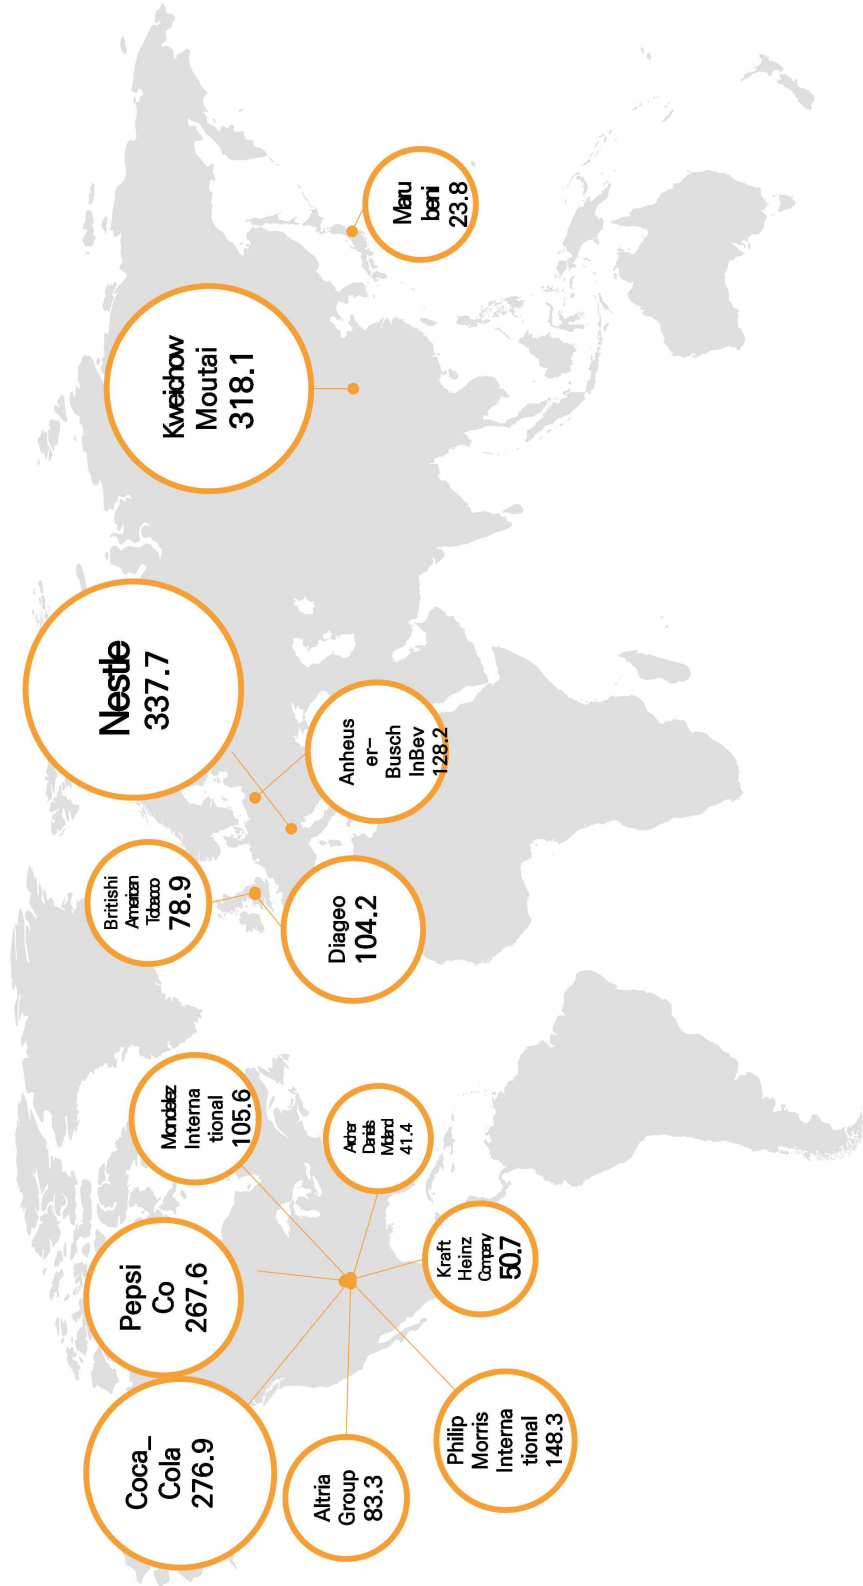 Coca_
Cola
276.9
Pepsi
Co
267.6
Mondelez
Interna
tional
105.6
Britishi
American
Tobacco
78.9
Nestle
337.7
Kweichow
Moutai
318.1
Maru
beni
23.8
Anheus
er–
Busch
InBev
128.2
Diageo
104.2
Archer
Daniels
Midland
41.4
Kraft
Heinz
Company
50.7
Philip
Morris
Interna
tional
148.3
Altria
Group
83.3